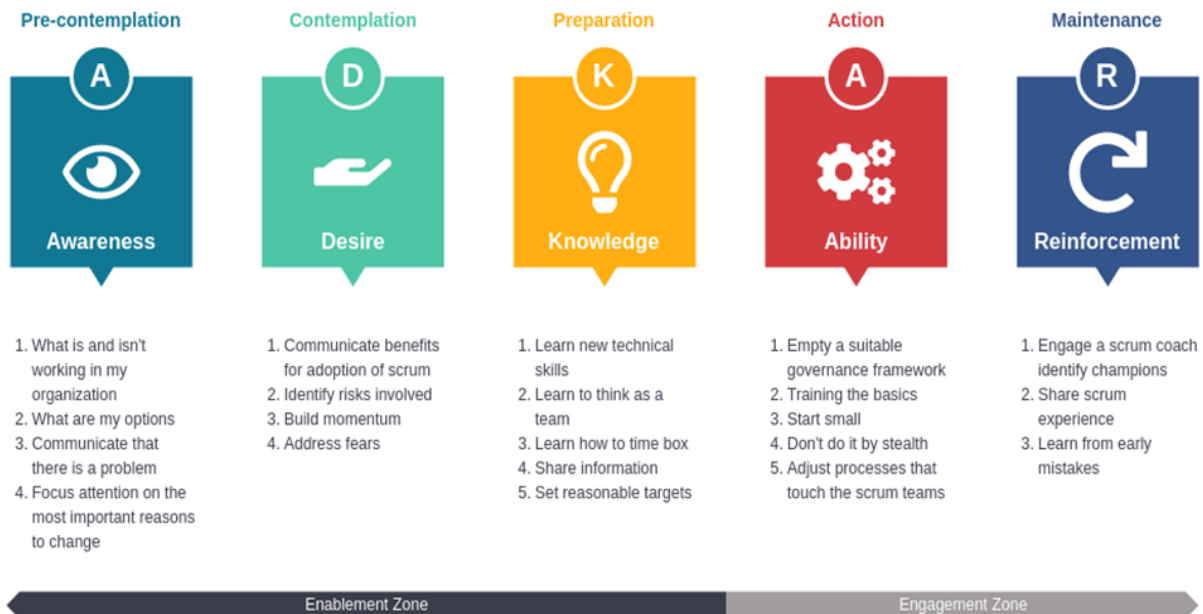 Pre-contemplation
Contemplation
Preparation
Action
Maintenance
A
D
K
A
R
Awareness
Desire
Knowledge
Ability
Reinforcement
1. What is and isn't
working in my
organization
2. What are my options
3. Communicate that
there is a problem
4. Focus attention on the
most important reasons
to change
1. Communicate benefits
for adoption of scrum
2. Identify risks involved
3. Build momentum
4. Address fears
1. Learn new technical
skills
2. Learn to think as a
team
3. Learn how to time box
4. Share information
5. Set reasonable targets
1. Empty a suitable
governance framework
2. Training the basics
3. Start small
4. Don't do it by stealth
5. Adjust processes that
touch the scrum teams
1. Engage a scrum coach
identify champions
2. Share scrum
experience
3. Learn from early
mistakes
Enablement Zone
Engagement Zone